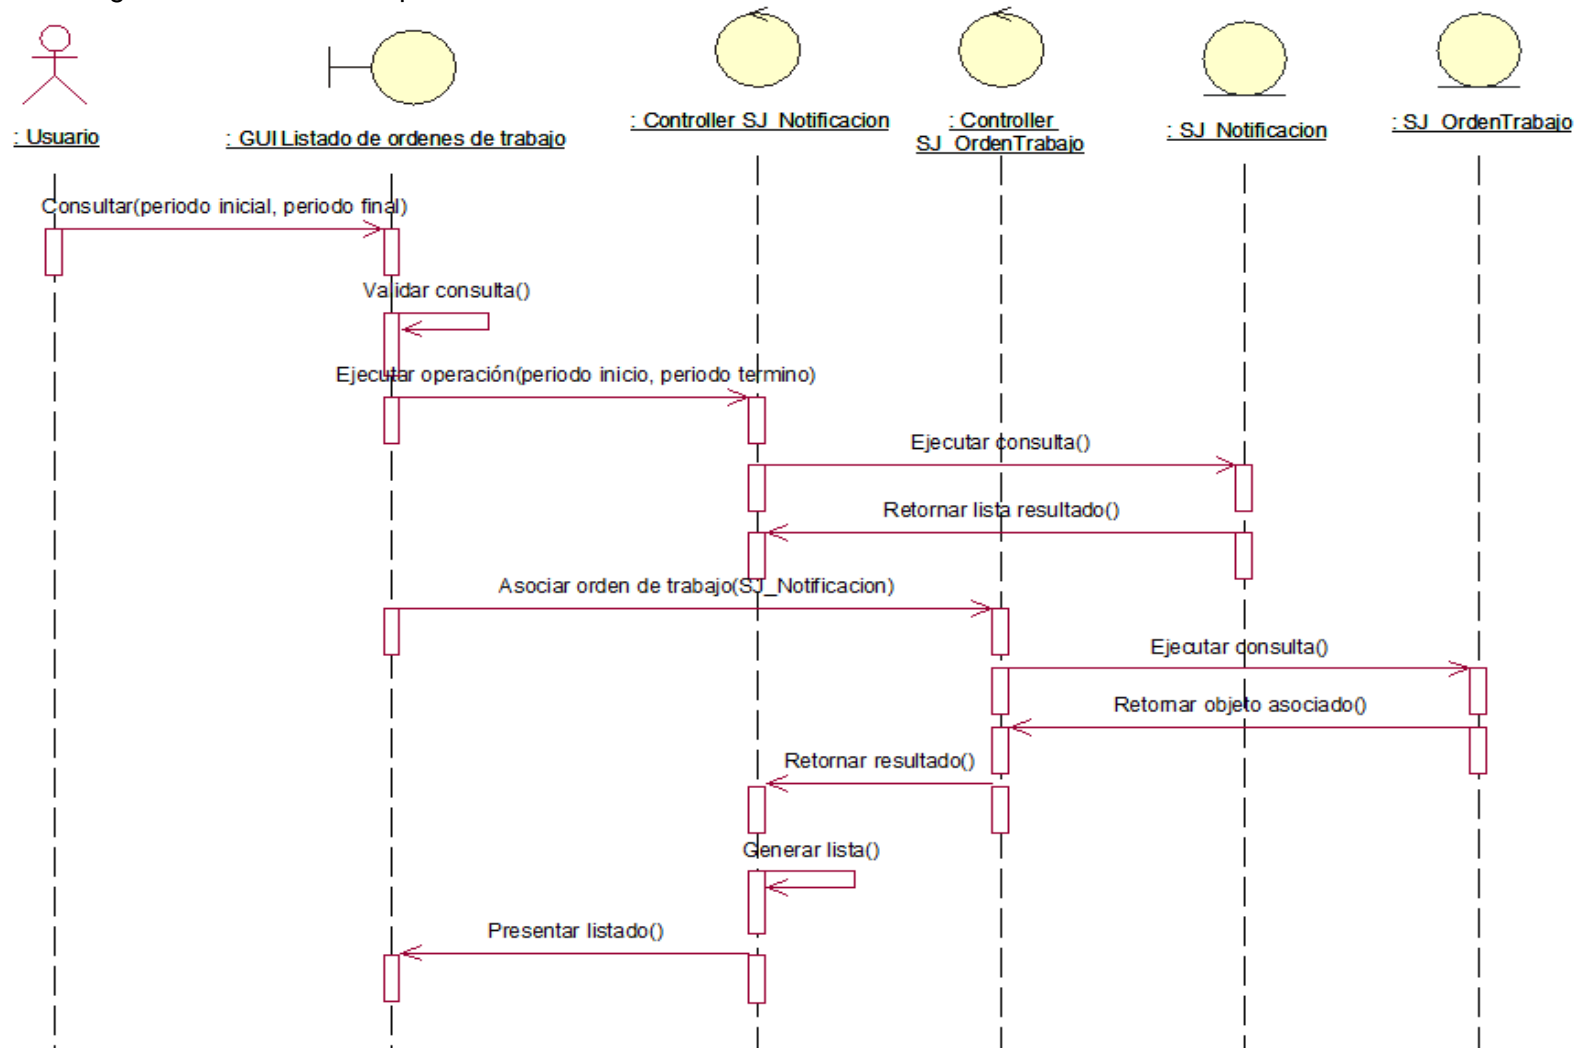 : Usuario
: GUI Listado de ordenes de trabajo
: Controller SJ_Notificacion
: Controller
SJ_OrdenTrabajo
: SJ_Notificacion
: SJ_OrdenTrabajo
Consultar(periodo inicial, periodo final)
Validar consulta()
Ejecutar operación(periodo inicio, periodo termino)
Ejecutar consulta()
Retornar lista resultado()
Asociar orden de trabajo(SJ_Notificacion)
Ejecutar consulta()
Retornar objeto asociado()
Retornar resultado()
Generar lista()
Presentar listado()